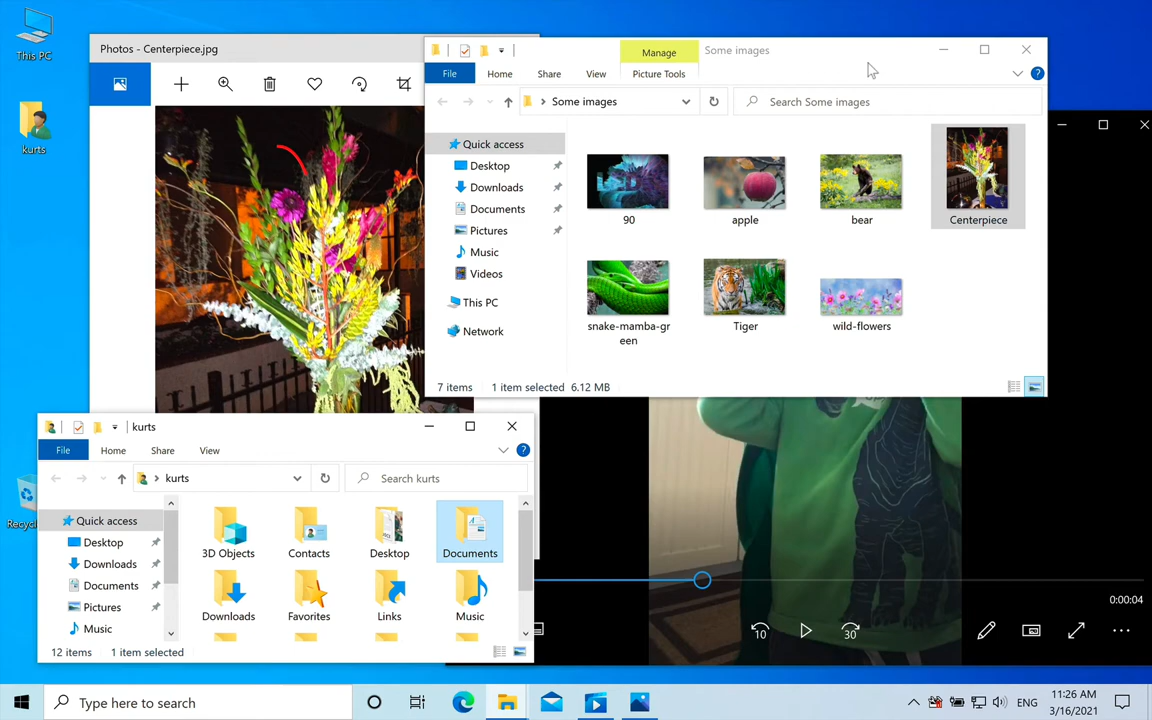 This PC
kurts
Recyc
Photos - Centerpiece.jpg
Manage
Some images
File
Home
Share
View
Picture Tools
?
Some images
Search Some images
Quick access
Desktop
Downloads
Documents
Pictures
Music
Videos
This PC
Network
90
apple
bear
Centerpiece
snake-mamba-gr
een
Tiger
wild-flowers
7 items
1 item selected 6.12 MB
kurts
File
Home
Share
View
?
kurts
Search kurts
Quick access
Desktop
Downloads
Documents
Pictures
Music
3D Objects
Contacts
Desktop
Documents
Downloads
Favorites
Links
Music
12 items
1 item selected
0:00:04
10
30
Type here to search
ENG
11:26 AM
3/16/2021